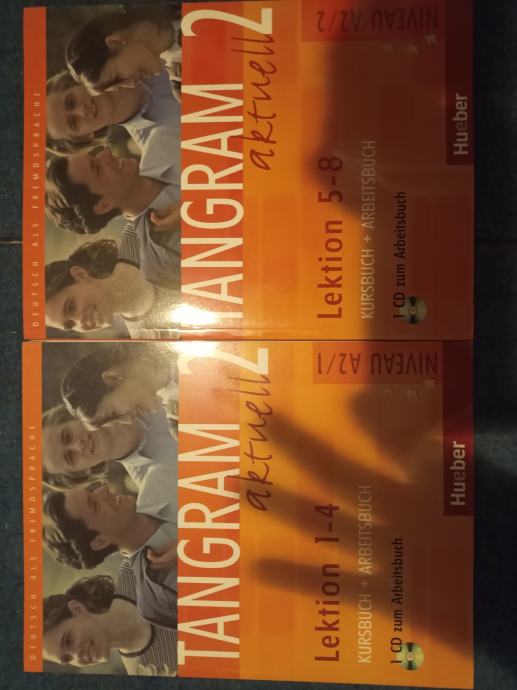 DEUTSCH ALS FREMDSPRACHE
TANGRAM 2
aktuell
Lektion 5–8
KURSBUCH + ARBEITSBUCH
1 CD zum Arbeitsbuch
NIVEAU A2/2
Hueber
DEUTSCH ALS FREMDSPRACHE
TANGRAM 2
aktuell
Lektion 1–4
KURSBUCH + ARBEITSBUCH
1 CD zum Arbeitsbuch
NIVEAU A2/1
Hueber